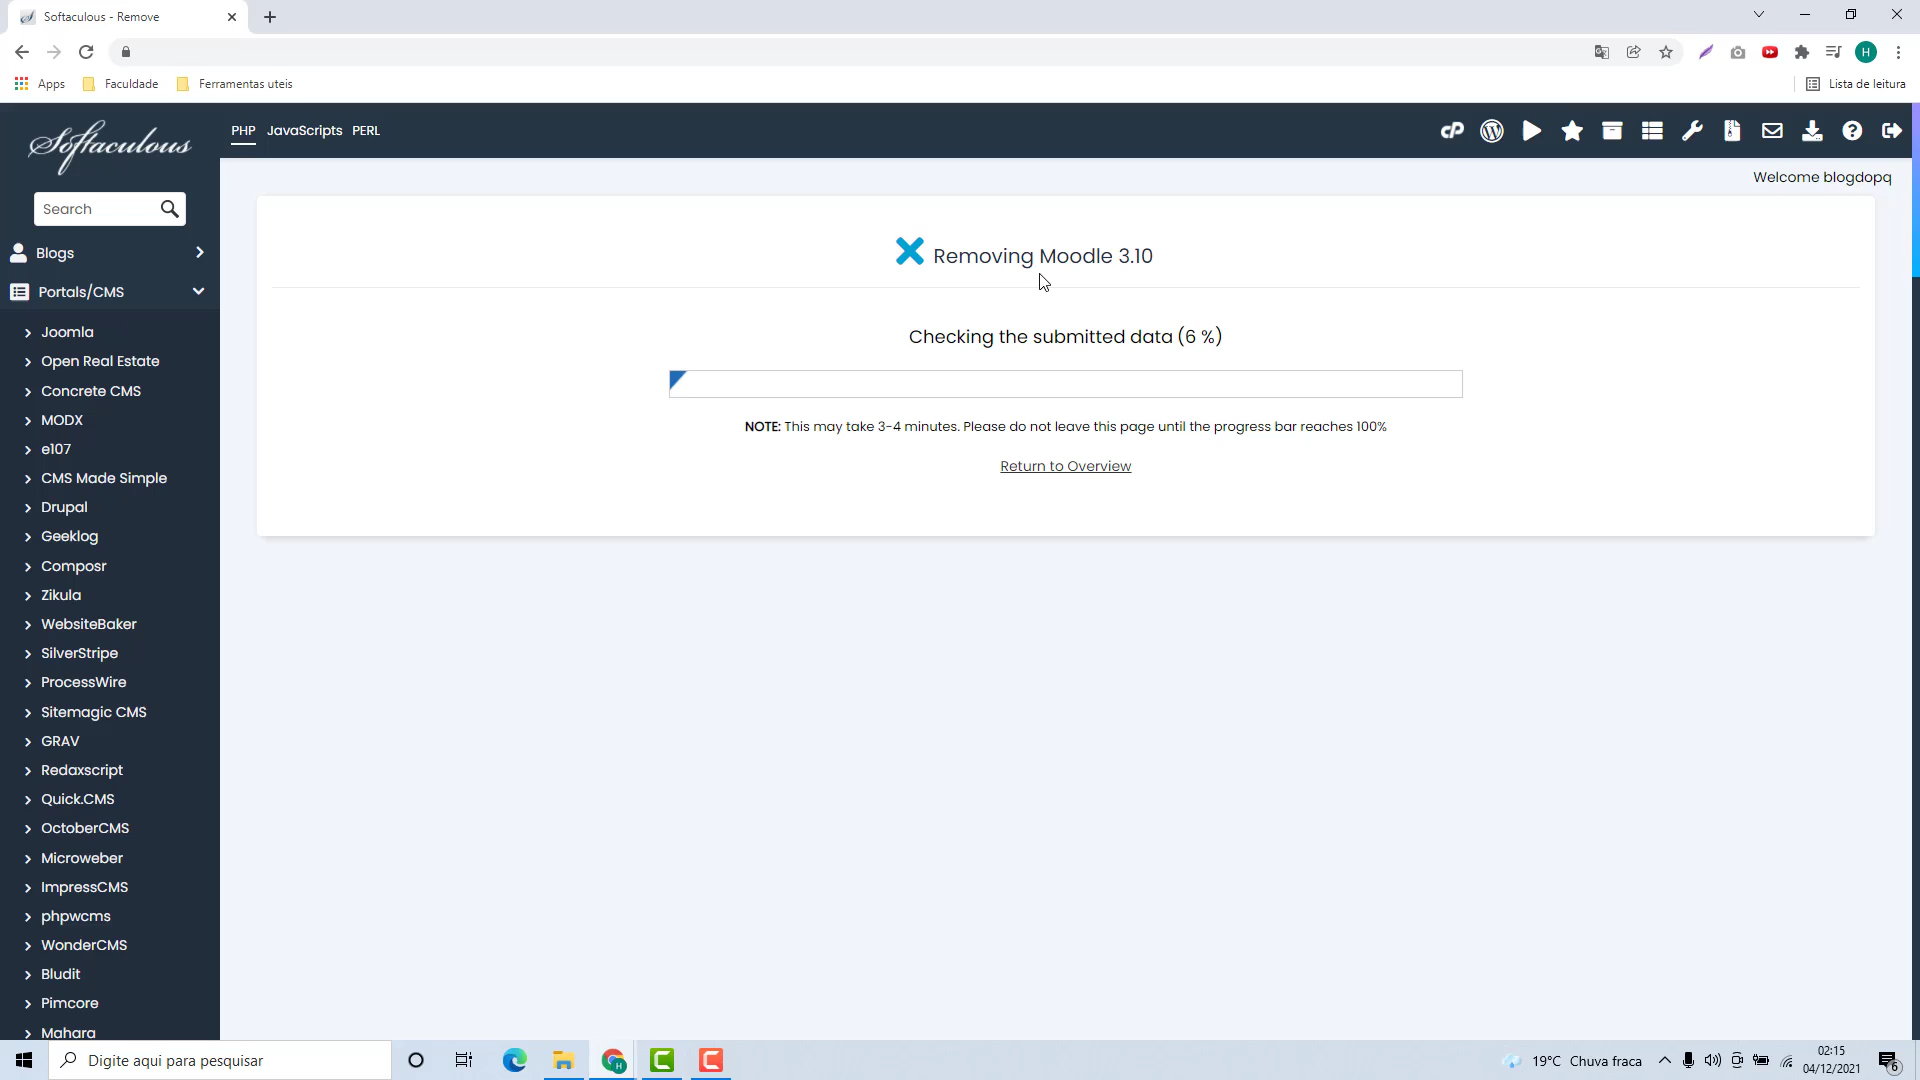 Softaculous - Remove
Apps
Faculdade
Ferramentas uteis
Lista de leitura
Softaculous
PHP JavaScripts PERL
Welcome blogdopq
Search
Blogs
Portals/CMS
Joomla
Open Real Estate
Concrete CMS
MODX
e107
CMS Made Simple
Drupal
Geeklog
Composr
Zikula
WebsiteBaker
SilverStripe
ProcessWire
Sitemagic CMS
GRAV
Redaxscript
Quick.CMS
OctoberCMS
Microweber
ImpressCMS
phpwcms
WonderCMS
Bludit
Pimcore
Mahara
Removing Moodle 3.10
Checking the submitted data (6 %)
NOTE: This may take 3-4 minutes. Please do not leave this page until the progress bar reaches 100%
Return to Overview
Digite aqui para pesquisar
19°C Chuva fraca
02:15
04/12/2021
6